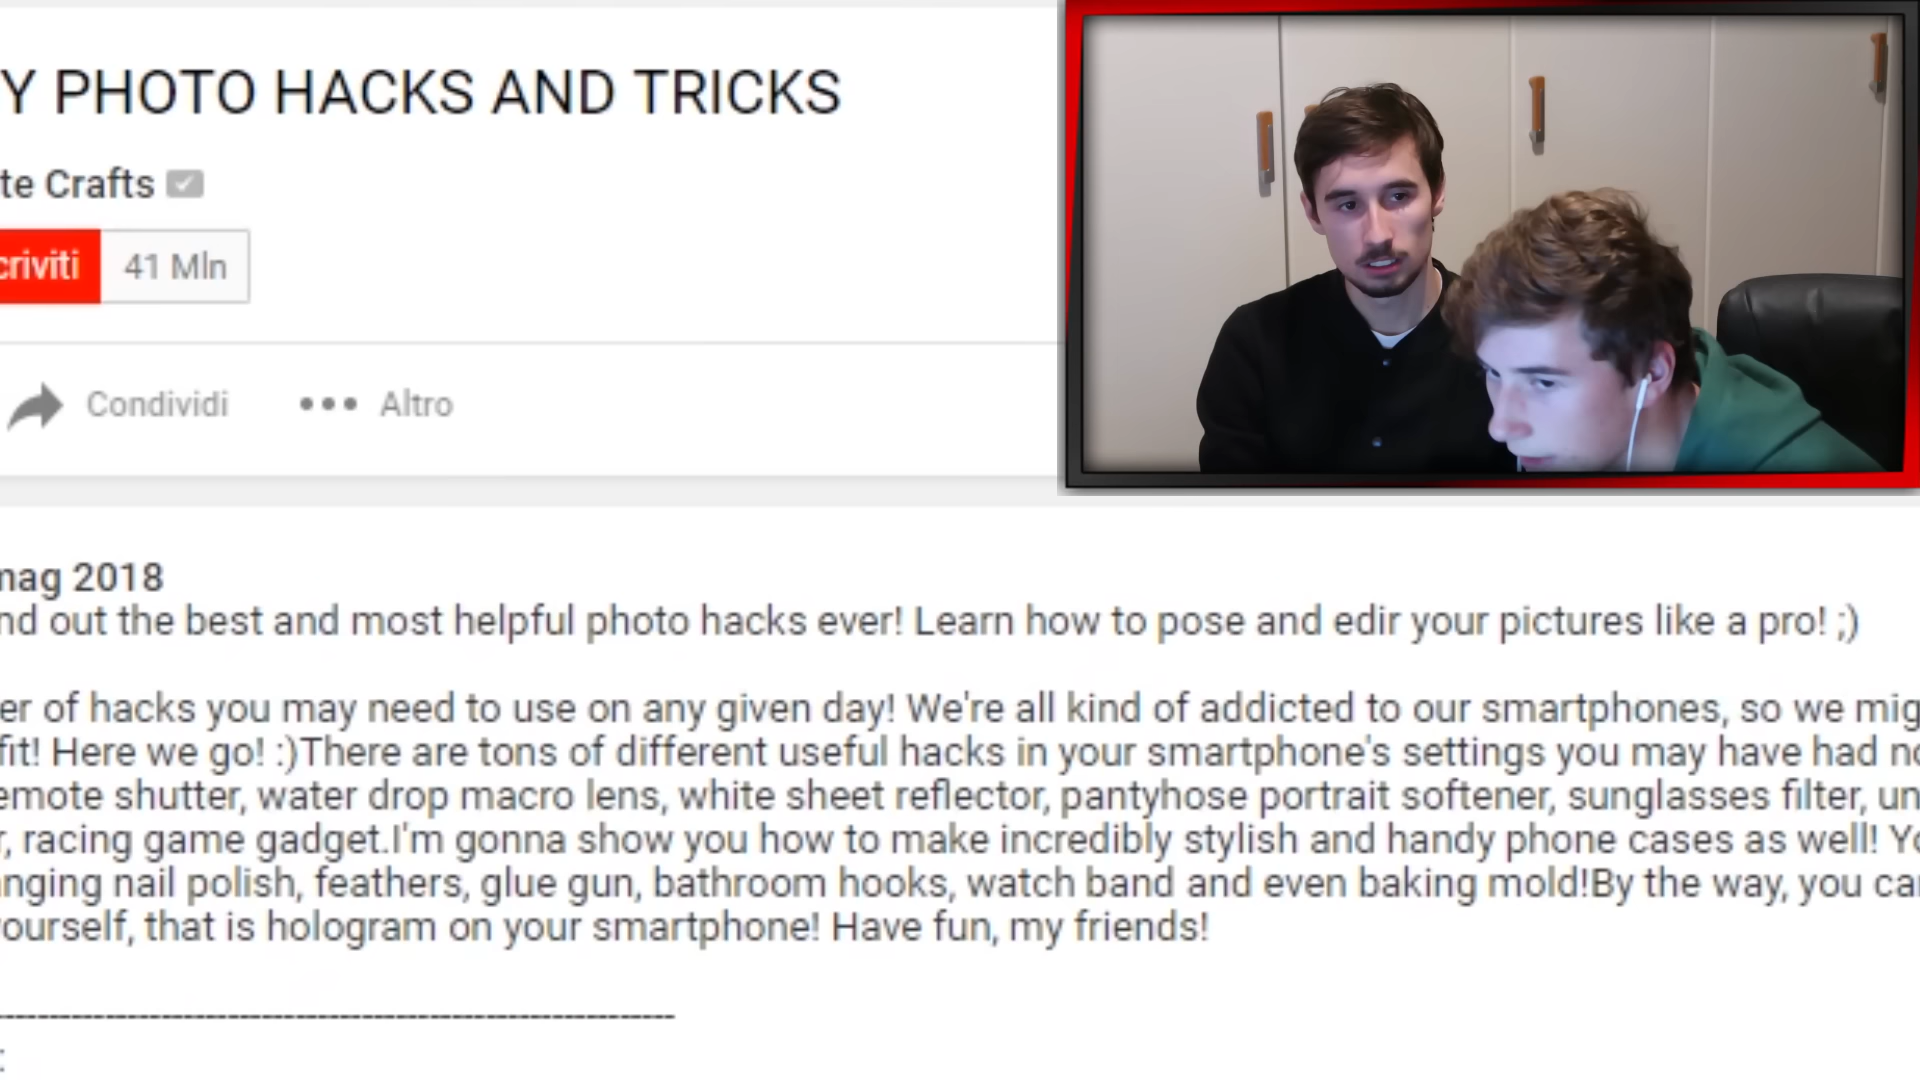 Y PHOTO HACKS AND TRICKS
te Crafts
criviti 41 Mln
Condividi ••• Altro
mag 2018
nd out the best and most helpful photo hacks ever! Learn how to pose and edir your pictures like a pro! ;)
er of hacks you may need to use on any given day! We're all kind of addicted to our smartphones, so we mig
fit! Here we go! :)There are tons of different useful hacks in your smartphone's settings you may have had no
emote shutter, water drop macro lens, white sheet reflector, pantyhose portrait softener, sunglasses filter, un
r, racing game gadget.I'm gonna show you how to make incredibly stylish and handy phone cases as well! Yo
anging nail polish, feathers, glue gun, bathroom hooks, watch band and even baking mold!By the way, you can
yourself, that is hologram on your smartphone! Have fun, my friends!